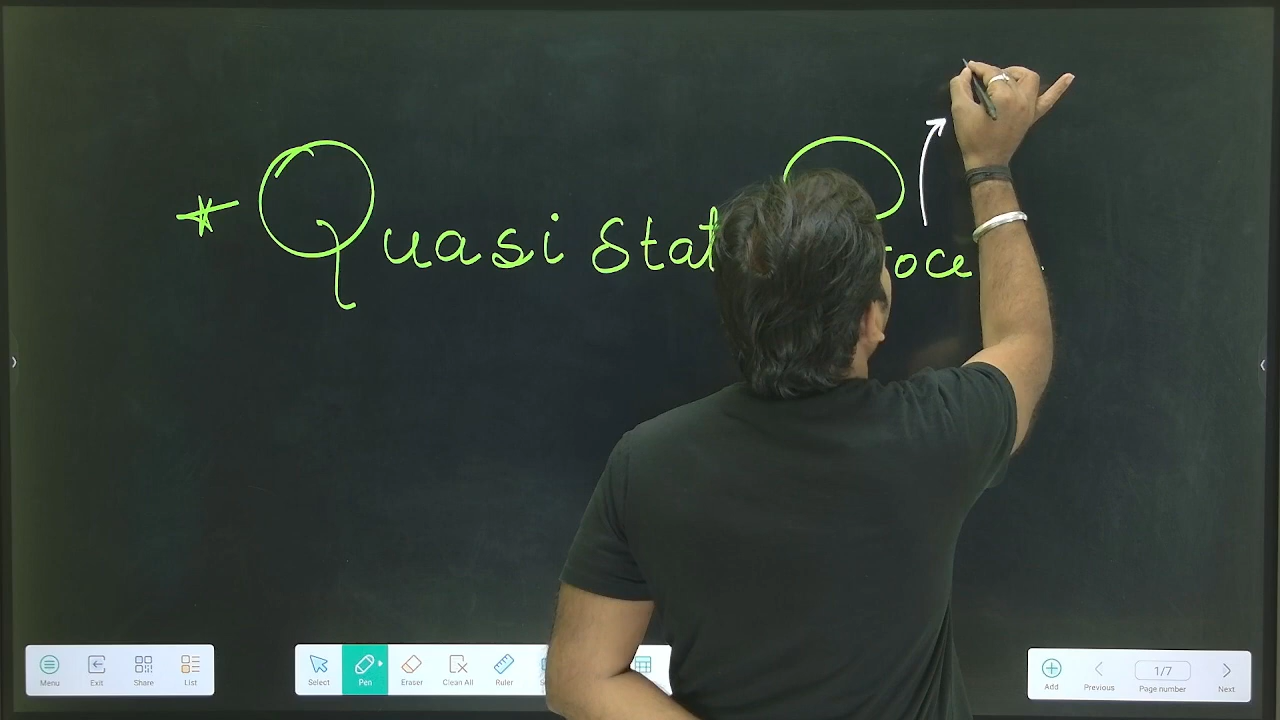 * Quasi Stat
Menu Exit Share List Select Pen Eraser Clean All Ruler Add Previous 1/7 Page number Next